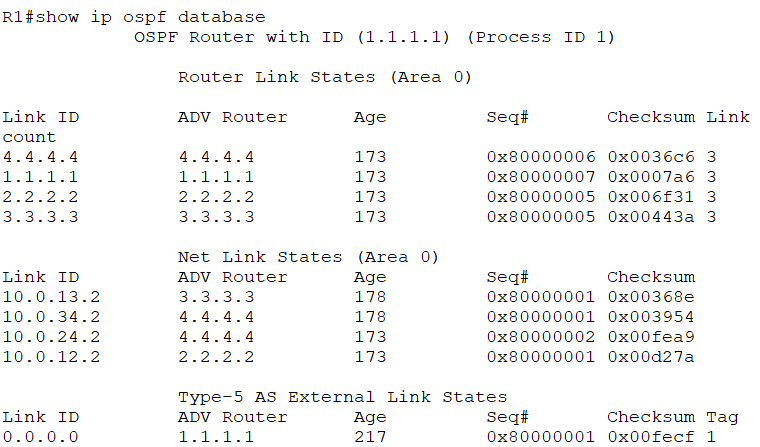 R1#show ip ospf database
OSPF Router with ID (1.1.1.1) (Process ID 1)
Router Link States (Area 0)
Link ID ADV Router Age Seq# Checksum Link
count
4.4.4.4 4.4.4.4 173 0x80000006 0x0036c6 3
1.1.1.1 1.1.1.1 173 0x80000007 0x0007a6 3
2.2.2.2 2.2.2.2 173 0x80000005 0x006f31 3
3.3.3.3 3.3.3.3 173 0x80000005 0x00443a 3
Net Link States (Area 0)
Link ID ADV Router Age Seq# Checksum
10.0.13.2 3.3.3.3 178 0x80000001 0x00368e
10.0.34.2 4.4.4.4 178 0x80000001 0x003954
10.0.24.2 4.4.4.4 173 0x80000002 0x00fea9
10.0.12.2 2.2.2.2 173 0x80000001 0x00d27a
Type-5 AS External Link States
Link ID ADV Router Age Seq# Checksum Tag
0.0.0.0 1.1.1.1 217 0x80000001 0x00fecf 1